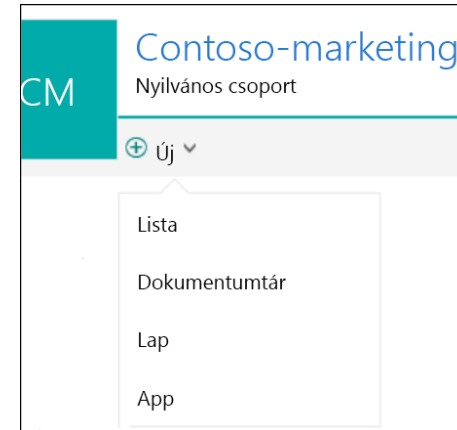 CM
Contoso-marketing
Nyilvános csoport
Új
Lista
Dokumentumtár
Lap
App